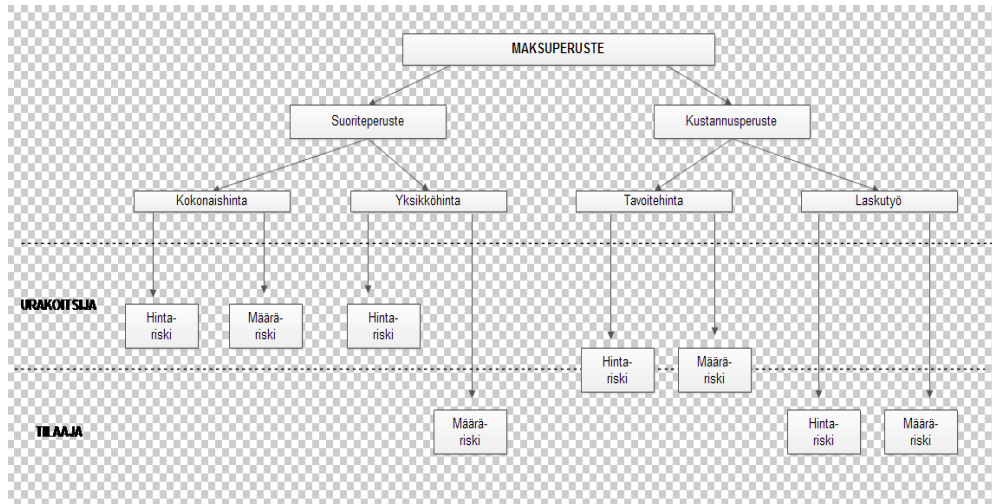 MAKSUPERUSTE
Suoriteperuste
Kustannusperuste
Kokonaishinta
Yksikköhinta
Tavoitehinta
Laskutyö
URAKOITSIJA
Hinta-
riski
Määrä-
riski
Hinta-
riski
Hinta-
riski
Määrä-
riski
TILAAJA
Määrä-
riski
Hinta-
riski
Määrä-
riski